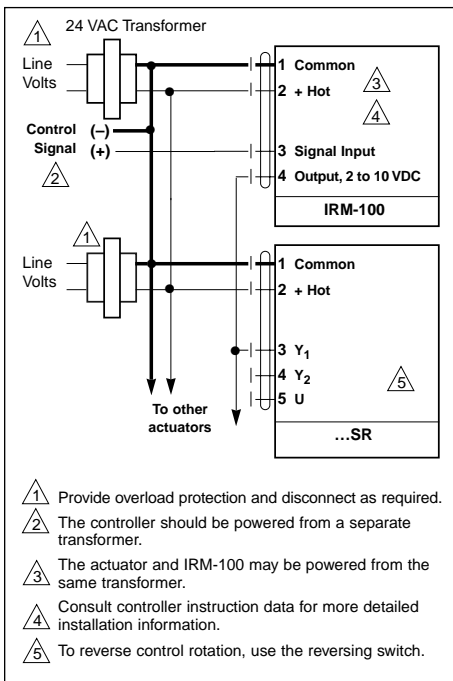 24 VAC Transformer
1
Line
Volts
1 Common
2 + Hot
3
4
Control (–)
Signal (+)
2
3 Signal Input
4 Output, 2 to 10 VDC
IRM-100
1
Line
Volts
1 Common
2 + Hot
3 Y1
4 Y2
5 U
5
To other
actuators
…SR
1 Provide overload protection and disconnect as required.
2 The controller should be powered from a separate
transformer.
3 The actuator and IRM-100 may be powered from the
same transformer.
4 Consult controller instruction data for more detailed
installation information.
5 To reverse control rotation, use the reversing switch.